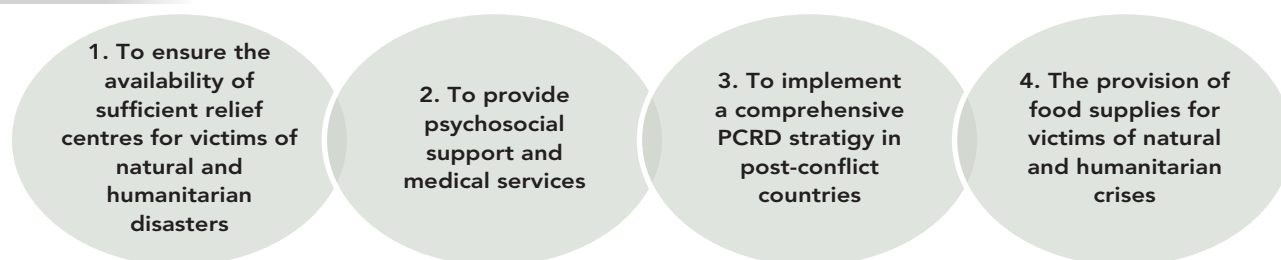 1. To ensure the
availability of
sufficient relief
centres for victims of
natural and
humanitarian
disasters
2. To provide
psychosocial
support and
medical services
3. To implement
a comprehensive
PCRD stratigy in
post-conflict
countries
4. The provision of
food supplies for
victims of natural
and humanitarian
crises